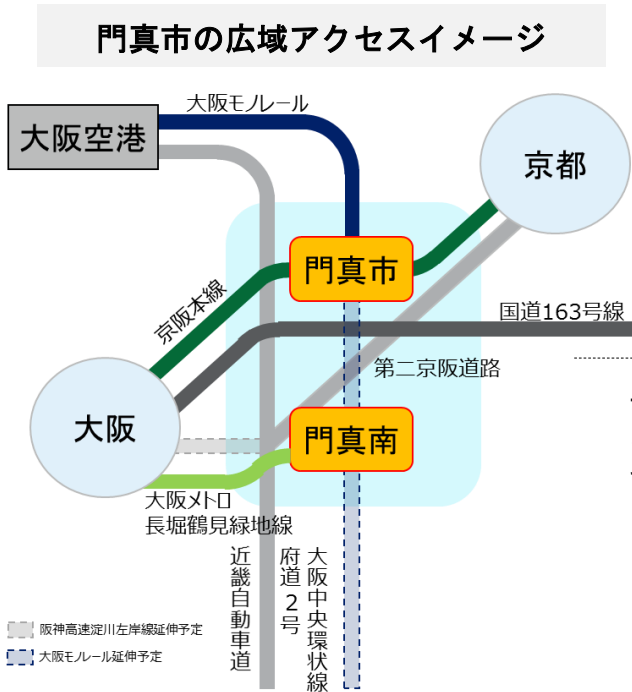 門真市の広域アクセスイメージ
大阪モノレール
大阪空港
京都
門真市
京阪本線
国道163号線
第二京阪道路
大阪
門真南
大阪メトロ
長堀鶴見緑地線
近畿自動車道
府道2号
大阪中央環状線
阪神高速淀川左岸線延伸予定
大阪モノレール延伸予定